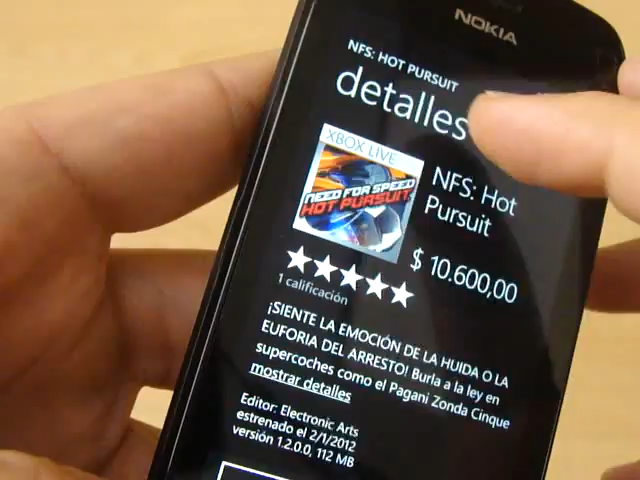 NOKIA
NFS: HOT PURSUIT
detalles
XBOX LIVE
NEED FOR SPEED
HOT PURSUIT
NFS: Hot
Pursuit
$ 10.600,00
1 calificación
¡SIENTE LA EMOCIÓN DE LA HUIDA O LA
EUFORIA DEL ARRESTO! Burla a la ley en
supercoches como el Pagani Zonda Cinque
mostrar detalles
Editor: Electronic Arts
estrenado el 2/1/2012
versión 1.2.0.0, 112 MB